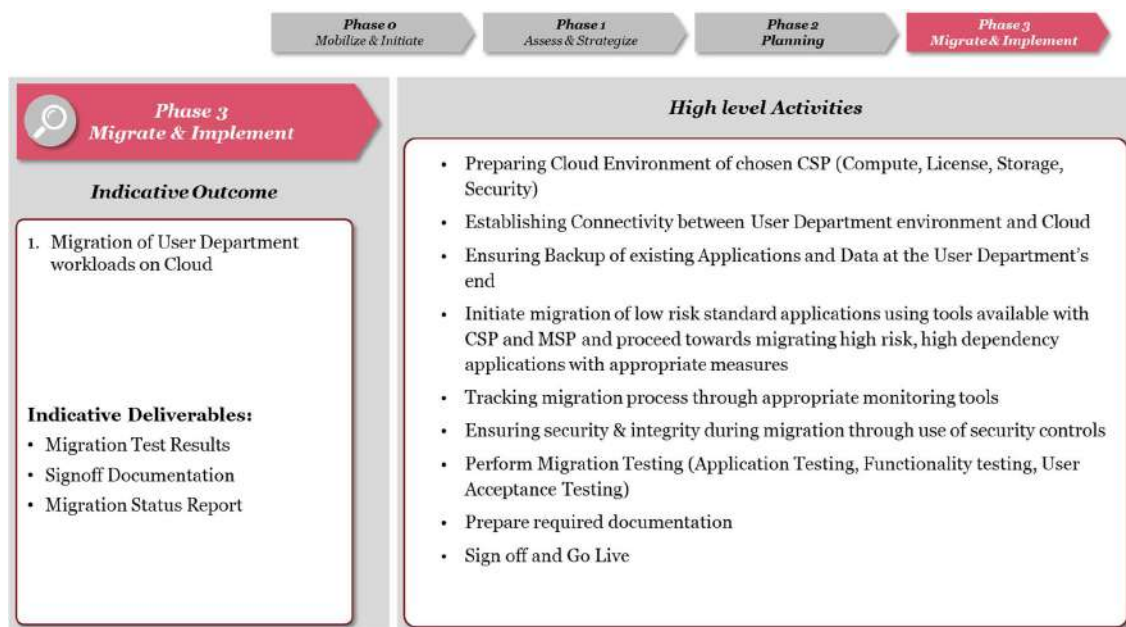 Phase 0
Mobilize & Initiate
Phase 1
Assess & Strategize
Phase 2
Planning
Phase 3
Migrate & Implement
Phase 3
Migrate & Implement
Indicative Outcome
1. Migration of User Department
workloads on Cloud
Indicative Deliverables:
• Migration Test Results
• Signoff Documentation
• Migration Status Report
High level Activities
• Preparing Cloud Environment of chosen CSP (Compute, License, Storage,
Security)
• Establishing Connectivity between User Department environment and Cloud
• Ensuring Backup of existing Applications and Data at the User Department's
end
• Initiate migration of low risk standard applications using tools available with
CSP and MSP and proceed towards migrating high risk, high dependency
applications with appropriate measures
• Tracking migration process through appropriate monitoring tools
• Ensuring security & integrity during migration through use of security controls
• Perform Migration Testing (Application Testing, Functionality testing, User
Acceptance Testing)
• Prepare required documentation
• Sign off and Go Live